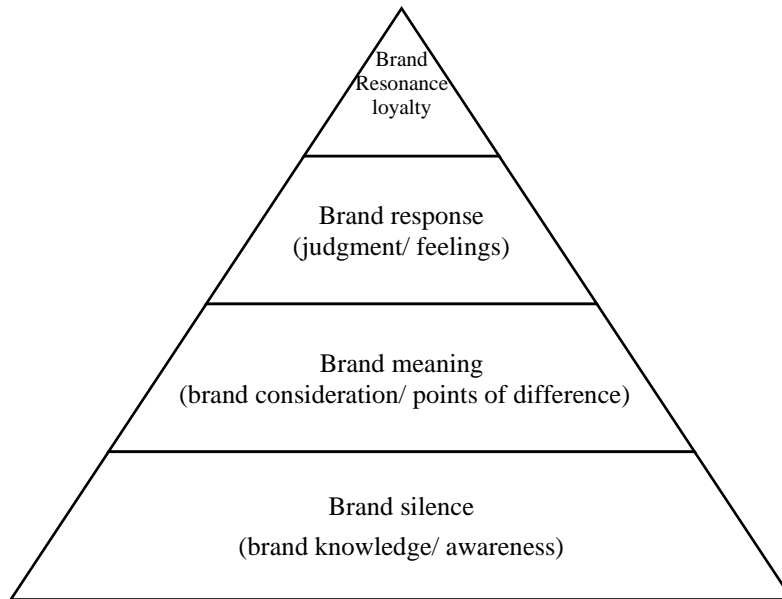 Brand
Resonance
loyalty
Brand response
(judgment/ feelings)
Brand meaning
(brand consideration/ points of difference)
Brand silence
(brand knowledge/ awareness)